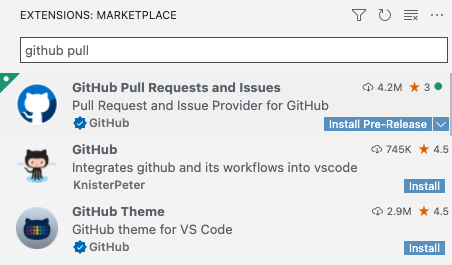 EXTENSIONS: MARKETPLACE
github pull
GitHub Pull Requests and Issues 4.2M 3
Pull Request and Issue Provider for GitHub
GitHub Install Pre-Release
GitHub 745K 4.5
Integrates github and its workflows into vscode
KnisterPeter Install
GitHub Theme 2.9M 4.5
GitHub theme for VS Code
GitHub Install